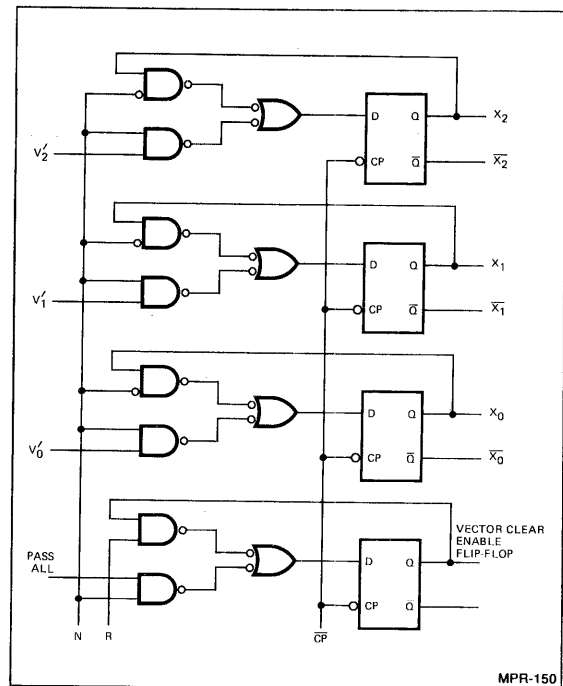 D Q X₂
V₂′ CP Q̅ X̅₂
D Q X₁
V₁′ CP Q̅ X̅₁
D Q X₀
V₀′ CP Q̅ X̅₀
VECTOR CLEAR
ENABLE
FLIP-FLOP
PASS
ALL
D Q
CP Q̅
N R C̅P̅
MPR-150